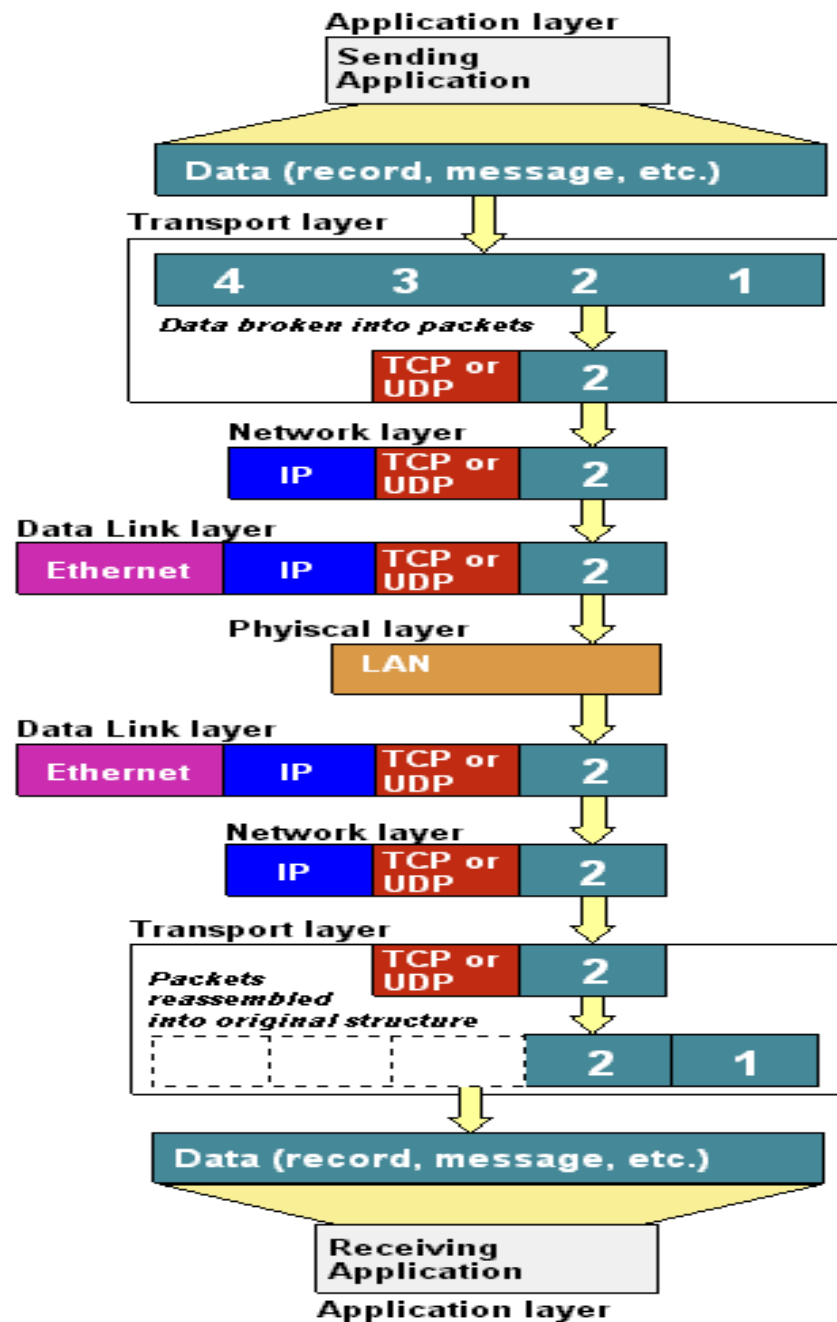 Application layer
Sending
Application
Data (record, message, etc.)
Transport layer
4 3 2 1
Data broken into packets
TCP or
UDP
2
Network layer
IP
TCP or
UDP
2
Data Link layer
Ethernet
IP
TCP or
UDP
2
Phyiscal layer
LAN
Data Link layer
Ethernet
IP
TCP or
UDP
2
Network layer
IP
TCP or
UDP
2
Transport layer
TCP or
UDP
2
Packets
reassembled
into original structure
2 1
Data (record, message, etc.)
Receiving
Application
Application layer